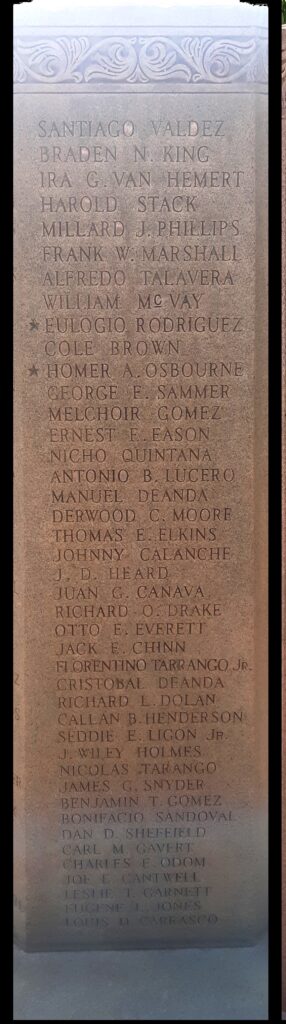 SANTIAGO VALDEZ
BRADEN N. KING
IRA G. VAN HEMERT
HAROLD STACK
MILLARD J. PHILLIPS
FRANK W. MARSHALL
ALFREDO TALAVERA
WILLIAM McVAY
★ EULOGIO RODRIGUEZ
COLE BROWN
★ HOMER A. OSBOURNE
GEORGE E. SAMMER
MELCHOIR GOMEZ
ERNEST E. EASON
NICHO QUINTANA
ANTONIO B. LUCERO
MANUEL DEANDA
DERWOOD C. MOORE
THOMAS E. ELKINS
JOHNNY CALANCHE
J. D. HEARD
JUAN G. CANAVA
RICHARD O. DRAKE
OTTO E. EVERETT
JACK E. CHINN
FLORENTINO TARRANGO, JR.
CRISTOBAL DEANDA
RICHARD L. DOLAN
CALLAN B. HENDERSON
SEDDIE E. LIGON JR.
J. WILEY HOLMES
NICOLAS TARANGO
JAMES G. SNYDER
BENJAMIN T. GOMEZ
BONIFACIO SANDOVAL
DAN D. SHEFFIELD
CARL M. GAVERT
CHARLES E. ODOM
JOE E. CANTWELL
LESLIE T. GARNETT
EUGENE L. JONES
LOUIS D. CARRASCO